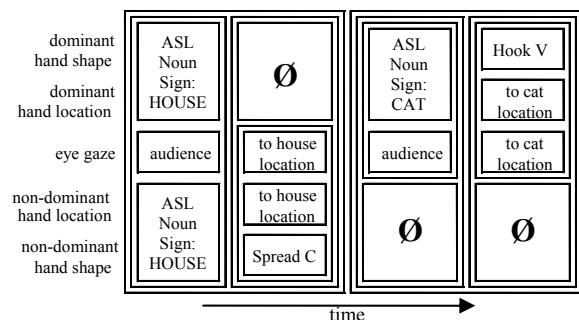 dominant
hand shape
dominant
hand location
eye gaze
non-dominant
hand location
non-dominant
hand shape
ASL
Noun
Sign:
HOUSE
audience
ASL
Noun
Sign:
HOUSE
Ø
to house
location
to house
location
Spread C
ASL
Noun
Sign:
CAT
audience
Ø
Hook V
to cat
location
to cat
location
Ø
time